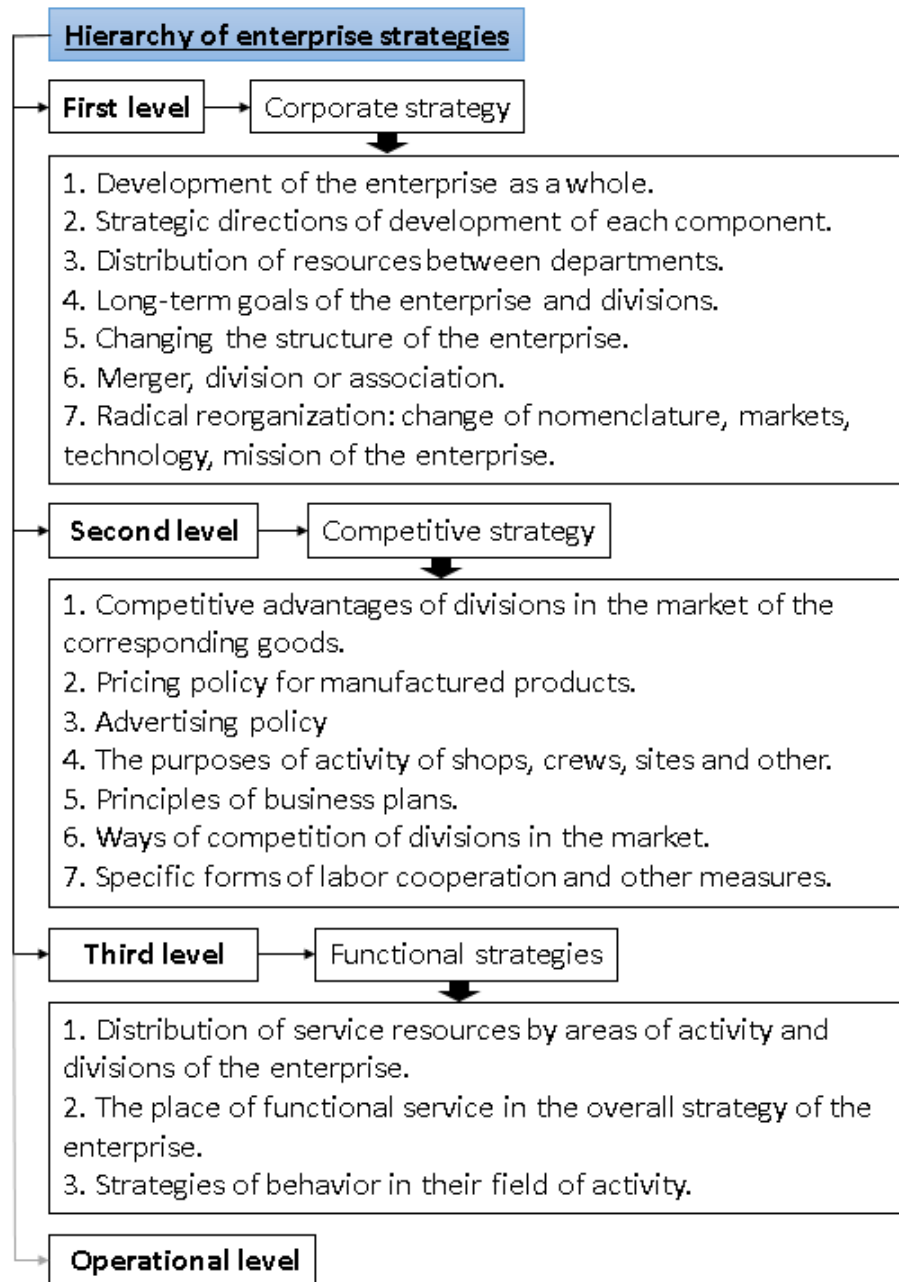 Hierarchy of enterprise strategies
First level
Corporate strategy
1. Development of the enterprise as a whole.
2. Strategic directions of development of each component.
3. Distribution of resources between departments.
4. Long-term goals of the enterprise and divisions.
5. Changing the structure of the enterprise.
6. Merger, division or association.
7. Radical reorganization: change of nomenclature, markets,
technology, mission of the enterprise.
Second level
Competitive strategy
1. Competitive advantages of divisions in the market of the
corresponding goods.
2. Pricing policy for manufactured products.
3. Advertising policy
4. The purposes of activity of shops, crews, sites and other.
5. Principles of business plans.
6. Ways of competition of divisions in the market.
7. Specific forms of labor cooperation and other measures.
Third level
Functional strategies
1. Distribution of service resources by areas of activity and
divisions of the enterprise.
2. The place of functional service in the overall strategy of the
enterprise.
3. Strategies of behavior in their field of activity.
Operational level